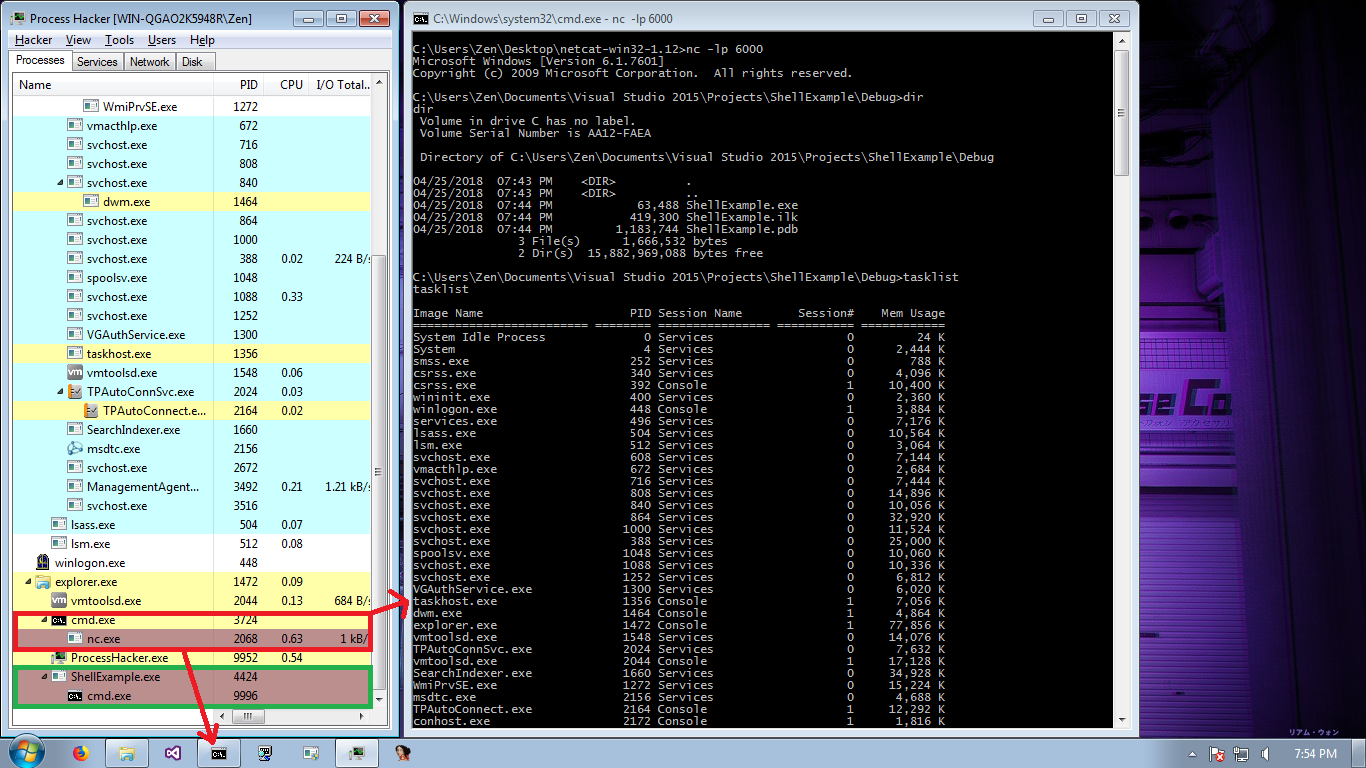 Process Hacker [WIN-QGAO2K5948R\Zen]
Hacker View Tools Users Help
Processes Services Network Disk
Name PID CPU I/O Total...
WmiPrvSE.exe 1272
vmacthlp.exe 672
svchost.exe 716
svchost.exe 808
svchost.exe 840
dwm.exe 1464
svchost.exe 864
svchost.exe 1000
svchost.exe 388 0.02 224 B/s
spoolsv.exe 1048
svchost.exe 1088 0.33
svchost.exe 1252
VGAuthService.exe 1300
taskhost.exe 1356
vmtoolsd.exe 1548 0.06
TPAutoConnSvc.exe 2024 0.03
TPAutoConnect.e... 2164 0.02
SearchIndexer.exe 1660
msdtc.exe 2156
svchost.exe 2672
ManagementAgent... 3492 0.21 1.21 kB/s
svchost.exe 3516
lsass.exe 504 0.07
lsm.exe 512 0.08
winlogon.exe 448
explorer.exe 1472 0.09
vmtoolsd.exe 2044 0.13 684 B/s
cmd.exe 3724
nc.exe 2068 0.63 1 kB/
ProcessHacker.exe 9952 0.54
ShellExample.exe 4424
cmd.exe 9996
C:\Windows\system32\cmd.exe - nc -lp 6000
C:\Users\Zen\Desktop\netcat-win32-1.12>nc -lp 6000
Microsoft Windows [Version 6.1.7601]
Copyright (c) 2009 Microsoft Corporation. All rights reserved.
C:\Users\Zen\Documents\Visual Studio 2015\Projects\ShellExample\Debug>dir
dir
Volume in drive C has no label.
Volume Serial Number is AA12-FAEA
Directory of C:\Users\Zen\Documents\Visual Studio 2015\Projects\ShellExample\Debug
04/25/2018 07:43 PM <DIR> .
04/25/2018 07:43 PM <DIR> ..
04/25/2018 07:44 PM 63,488 ShellExample.exe
04/25/2018 07:44 PM 419,300 ShellExample.ilk
04/25/2018 07:44 PM 1,183,744 ShellExample.pdb
3 File(s) 1,666,532 bytes
2 Dir(s) 15,882,969,088 bytes free
C:\Users\Zen\Documents\Visual Studio 2015\Projects\ShellExample\Debug>tasklist
tasklist
Image Name PID Session Name Session# Mem Usage
========================= ======== ================ =========== ============
System Idle Process 0 Services 0 24 K
System 4 Services 0 2,444 K
smss.exe 252 Services 0 788 K
csrss.exe 340 Services 0 4,096 K
csrss.exe 392 Console 1 10,400 K
wininit.exe 400 Services 0 2,360 K
winlogon.exe 448 Console 1 3,884 K
services.exe 496 Services 0 7,176 K
lsass.exe 504 Services 0 10,564 K
lsm.exe 512 Services 0 3,064 K
svchost.exe 608 Services 0 7,144 K
vmacthlp.exe 672 Services 0 2,684 K
svchost.exe 716 Services 0 7,444 K
svchost.exe 808 Services 0 14,896 K
svchost.exe 840 Services 0 10,056 K
svchost.exe 864 Services 0 32,920 K
svchost.exe 1000 Services 0 11,524 K
svchost.exe 388 Services 0 25,000 K
spoolsv.exe 1048 Services 0 10,060 K
svchost.exe 1088 Services 0 10,336 K
svchost.exe 1252 Services 0 6,812 K
VGAuthService.exe 1300 Services 0 6,020 K
taskhost.exe 1356 Console 1 7,056 K
dwm.exe 1464 Console 1 4,864 K
explorer.exe 1472 Console 1 77,856 K
vmtoolsd.exe 1548 Services 0 14,076 K
TPAutoConnSvc.exe 2024 Services 0 7,632 K
vmtoolsd.exe 2044 Console 1 17,128 K
SearchIndexer.exe 1660 Services 0 34,928 K
WmiPrvSE.exe 1272 Services 0 15,224 K
msdtc.exe 2156 Services 0 4,688 K
TPAutoConnect.exe 2164 Console 1 12,292 K
conhost.exe 2172 Console 1 1,816 K
リアム・ウォン
7:54 PM